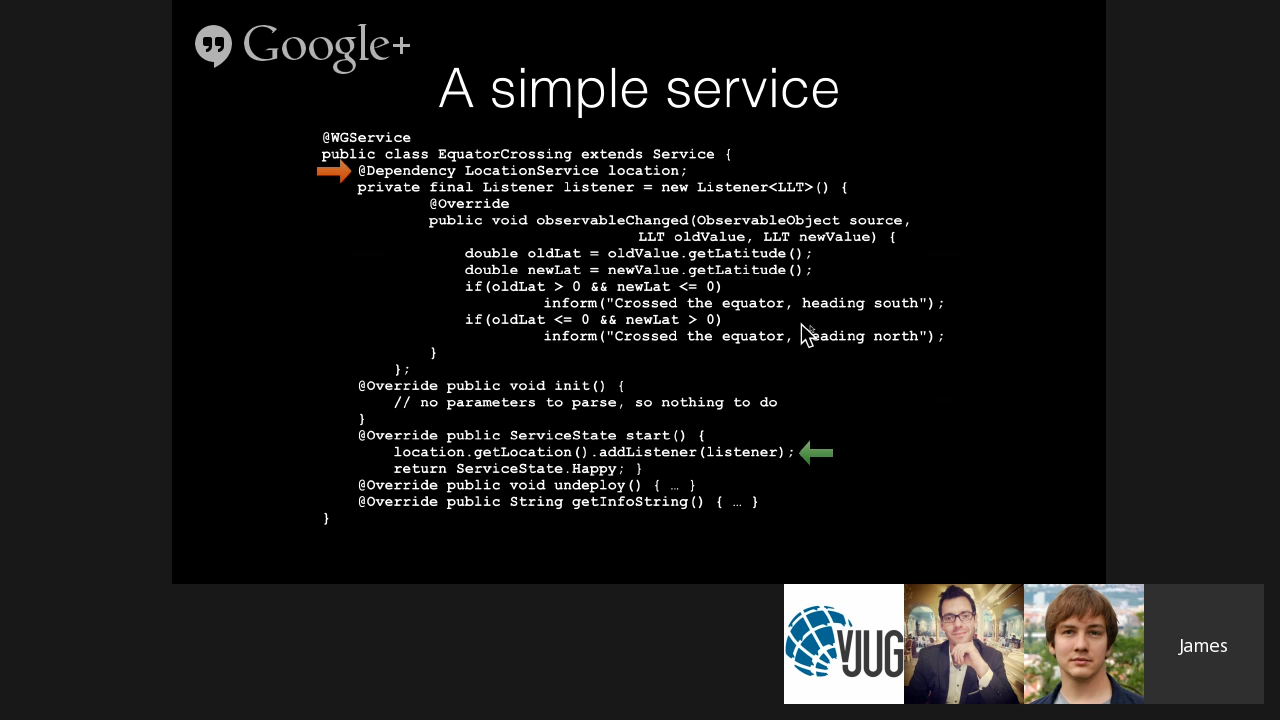 Google+
A simple service
@WGService
public class EquatorCrossing extends Service {
@Dependency LocationService location;
private final Listener listener = new Listener<LLT>() {
@Override
public void observableChanged(ObservableObject source,
LLT oldValue, LLT newValue) {
double oldLat = oldValue.getLatitude();
double newLat = newValue.getLatitude();
if(oldLat > 0 && newLat <= 0)
inform("Crossed the equator, heading south");
if(oldLat <= 0 && newLat > 0)
inform("Crossed the equator, heading north");
}
};
@Override public void init() {
// no parameters to parse, so nothing to do
}
@Override public ServiceState start() {
location.getLocation().addListener(listener);
return ServiceState.Happy; }
@Override public void undeploy() { … }
@Override public String getInfoString() { … }
}
vJUG
James